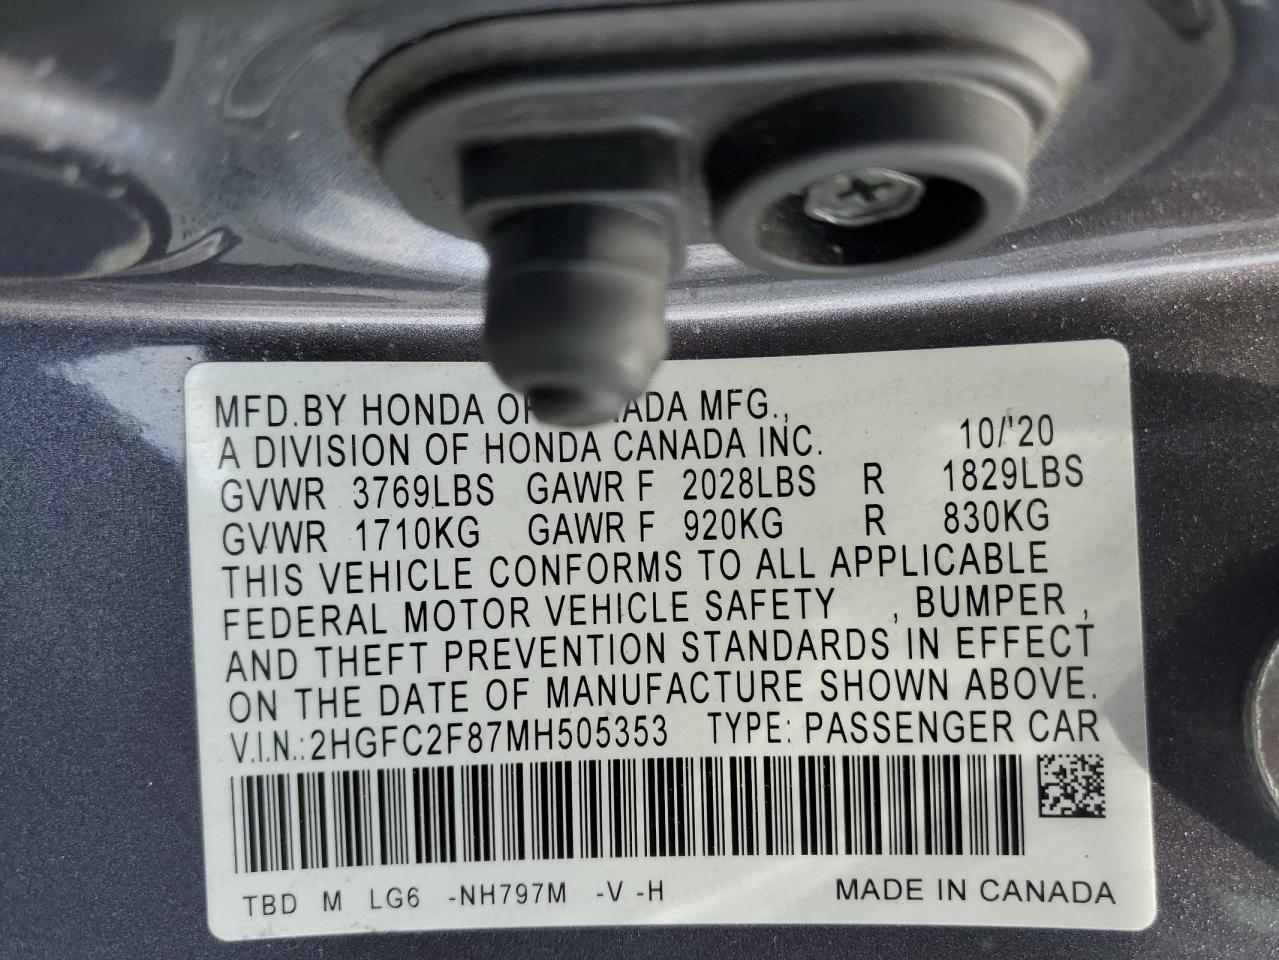 MFD.BY HONDA OF CANADA MFG.,
A DIVISION OF HONDA CANADA INC. 10/'20
GVWR 3769LBS GAWR F 2028LBS R 1829LBS
GVWR 1710KG GAWR F 920KG R 830KG
THIS VEHICLE CONFORMS TO ALL APPLICABLE
FEDERAL MOTOR VEHICLE SAFETY , BUMPER ,
AND THEFT PREVENTION STANDARDS IN EFFECT
ON THE DATE OF MANUFACTURE SHOWN ABOVE.
V.I.N.:2HGFC2F87MH505353 TYPE: PASSENGER CAR
TBD M LG6 -NH797M -V -H MADE IN CANADA